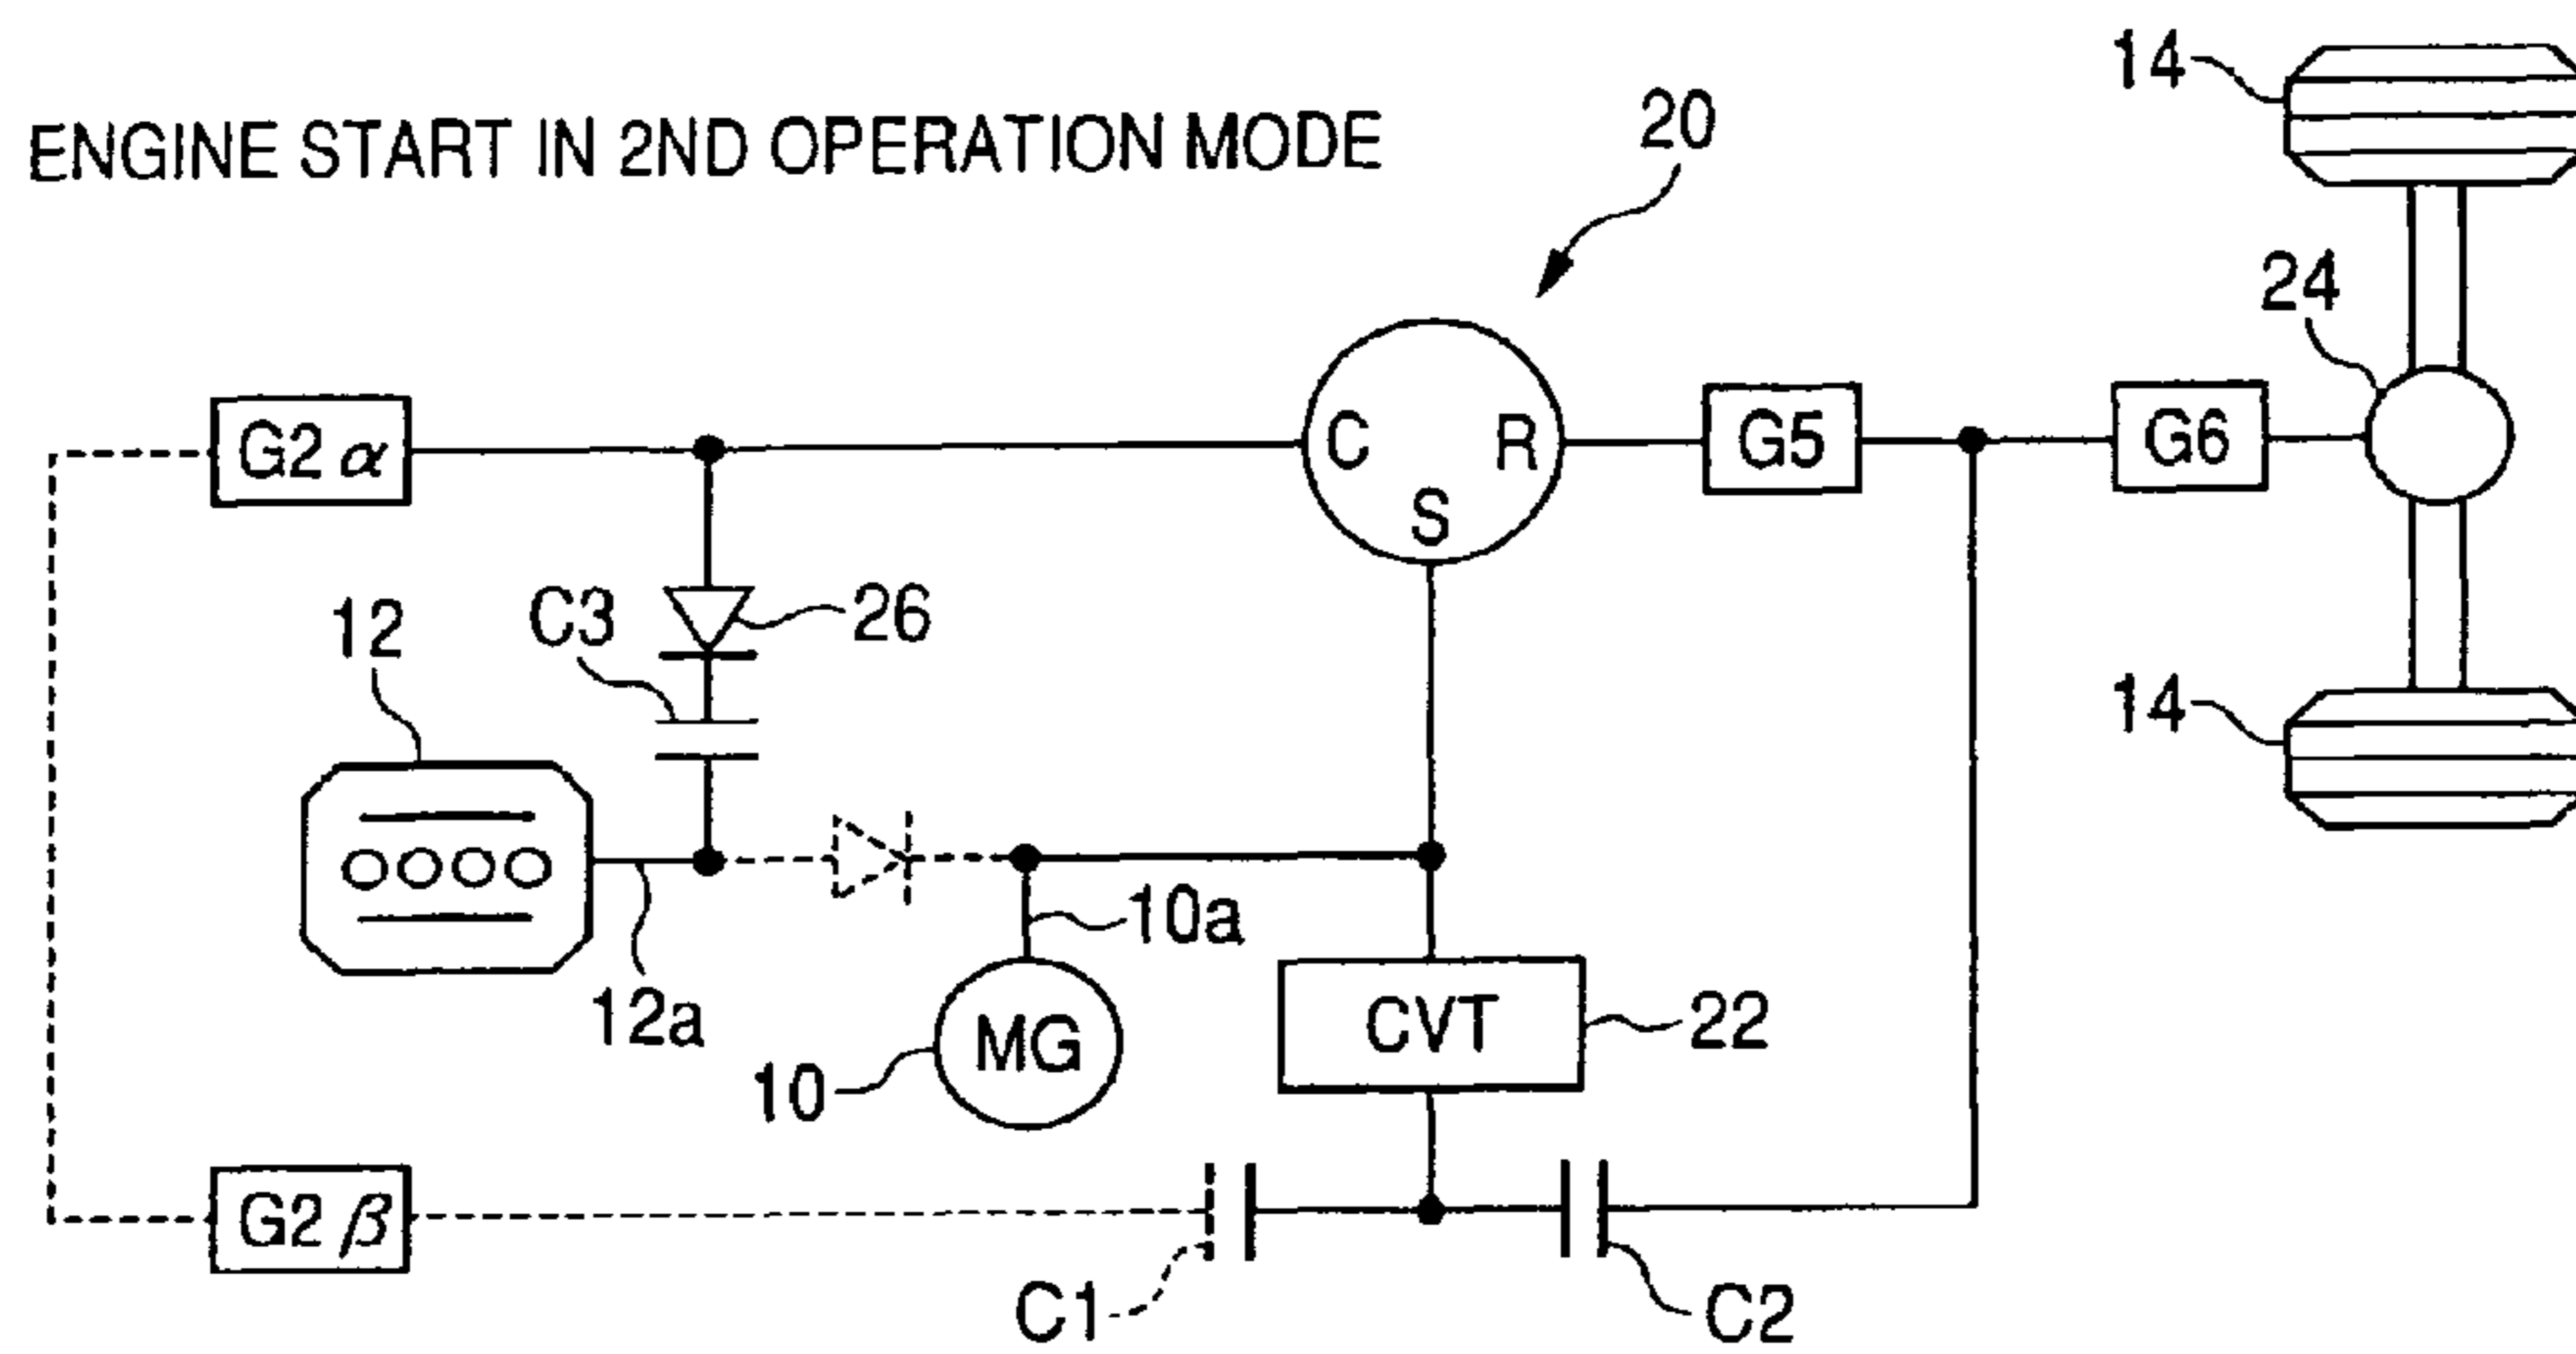 ENGINE START IN 2ND OPERATION MODE
20
14
24
G2 α
C
R
S
G5
G6
12
C3
26
14
12a
10a
10
MG
CVT
22
G2 β
C1
C2